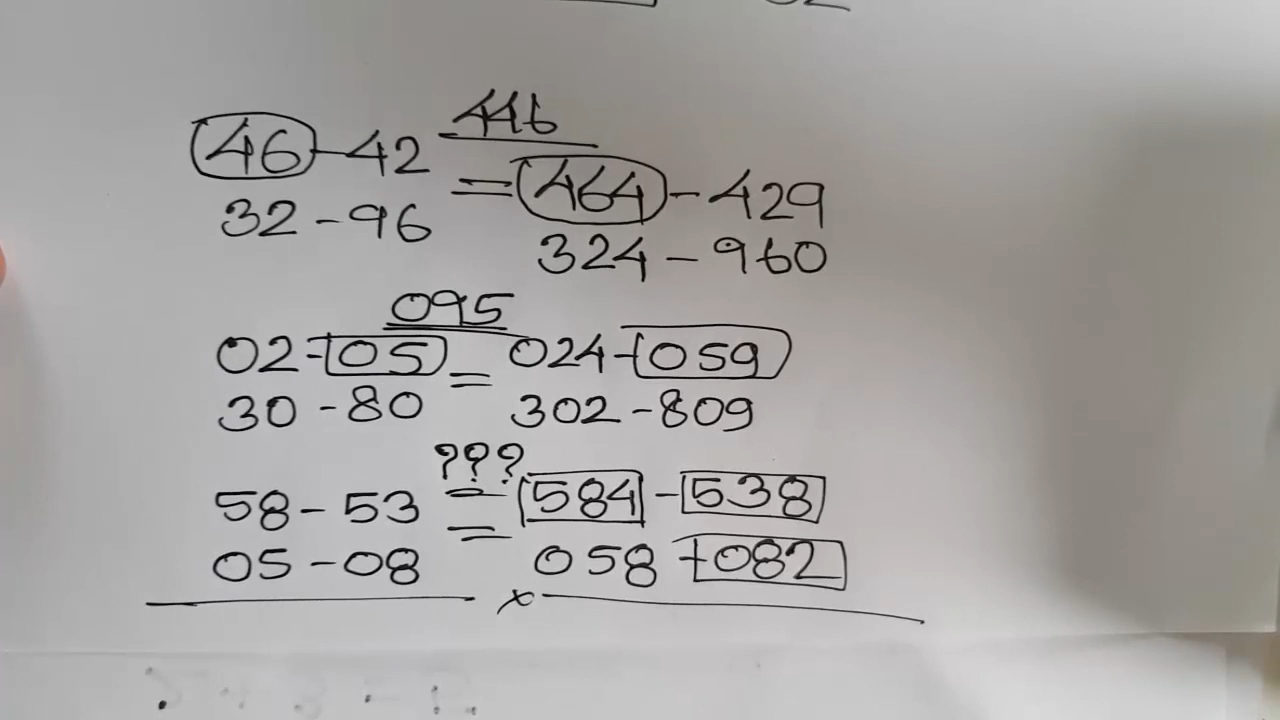 446
46 - 42 = 464 - 429
32 - 96 324 - 960
095
02 - 05 = 024 - 059
30 - 80 302 - 809
???
58 - 53 = 584 - 538
05 - 08 = 058 - 082
x